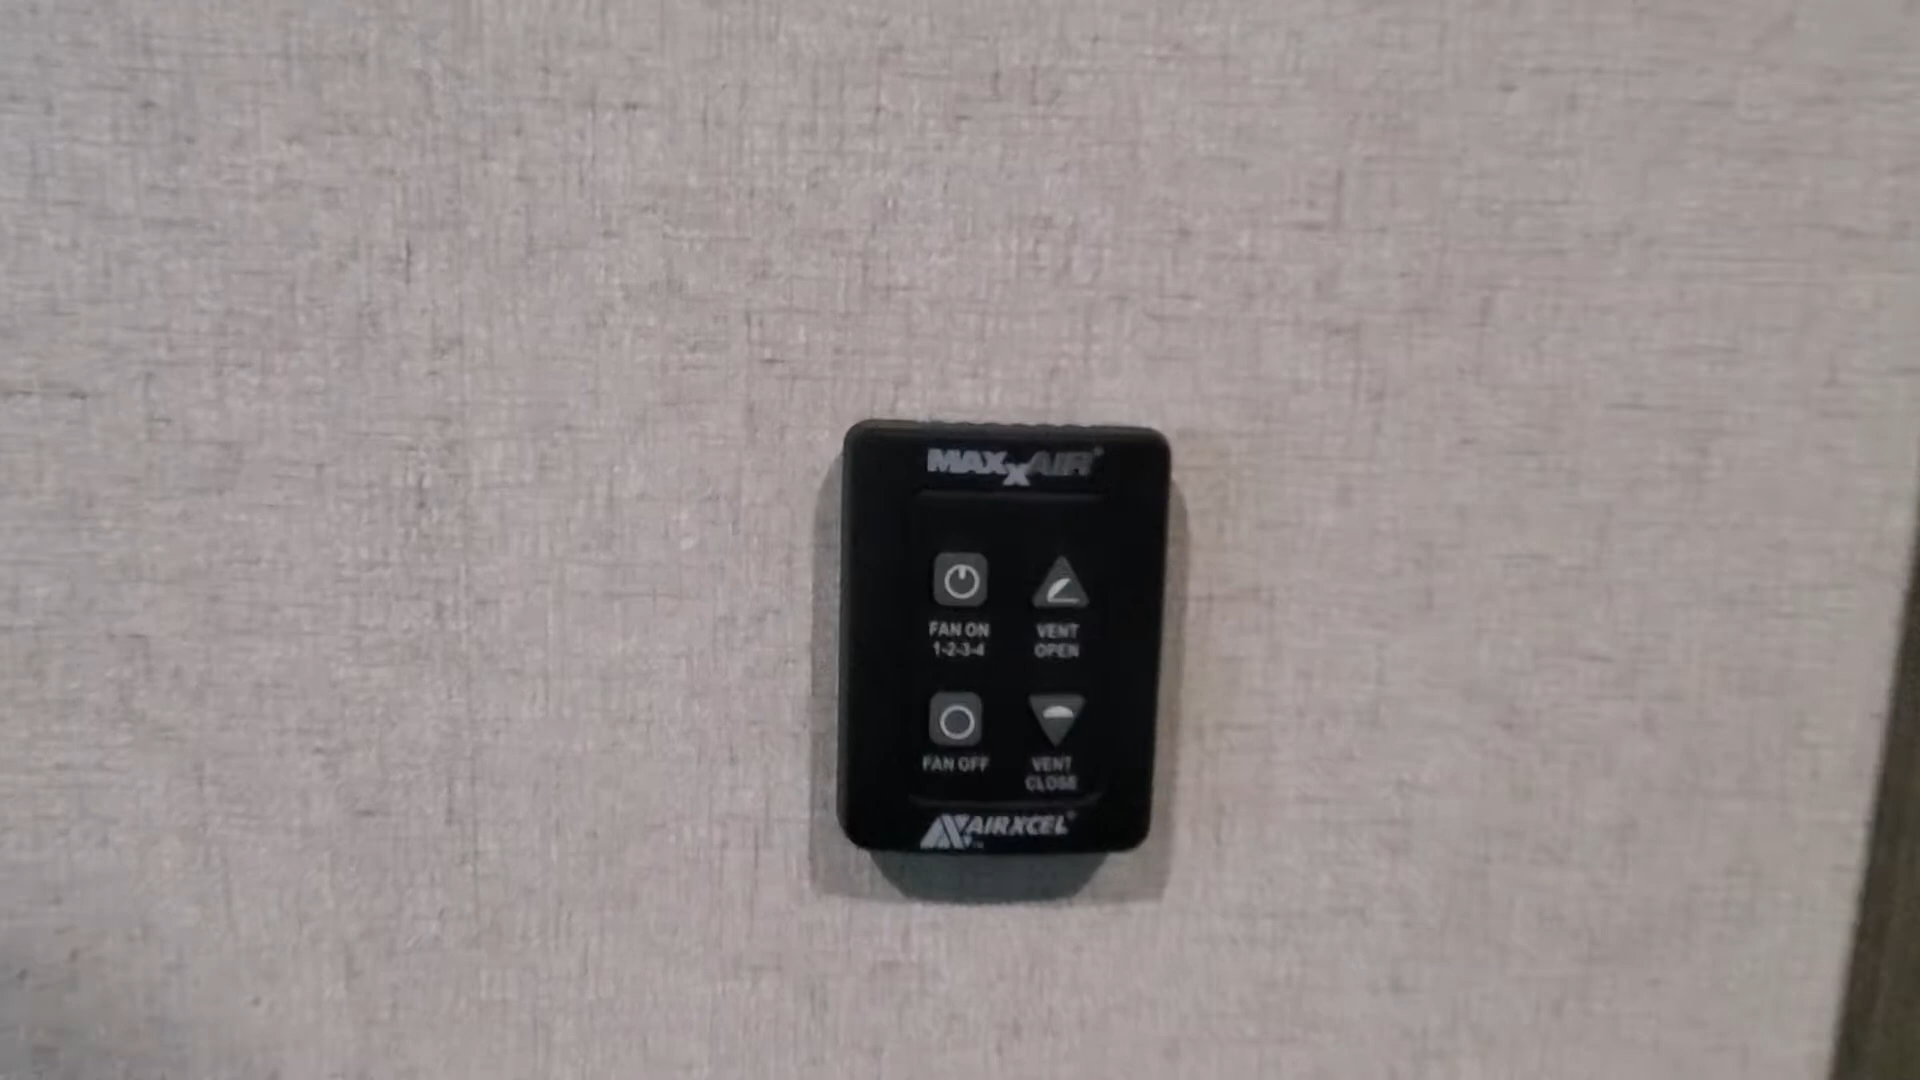 MAXXAIR®
FAN ON
1-2-3-4
VENT
OPEN
FAN OFF
VENT
CLOSE
AIRXCEL®